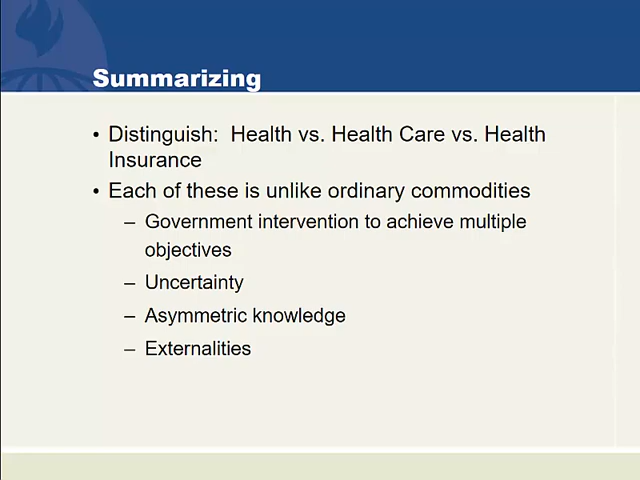 Summarizing
• Distinguish: Health vs. Health Care vs. Health
Insurance
• Each of these is unlike ordinary commodities
– Government intervention to achieve multiple
objectives
– Uncertainty
– Asymmetric knowledge
– Externalities